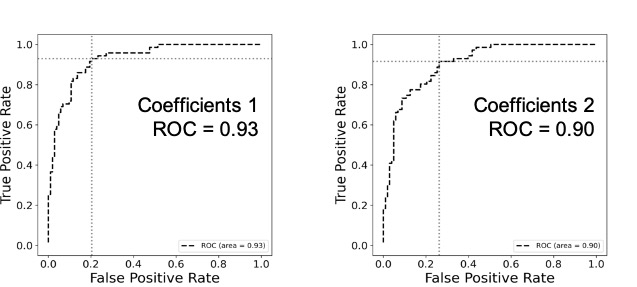 1.0
0.8
0.6
0.4
0.2
0.0
True Positive Rate
Coefficients 1
ROC = 0.93
ROC (area = 0.93)
0.0 0.2 0.4 0.6 0.8 1.0
False Positive Rate
1.0
0.8
0.6
0.4
0.2
0.0
True Positive Rate
Coefficients 2
ROC = 0.90
ROC (area = 0.90)
0.0 0.2 0.4 0.6 0.8 1.0
False Positive Rate